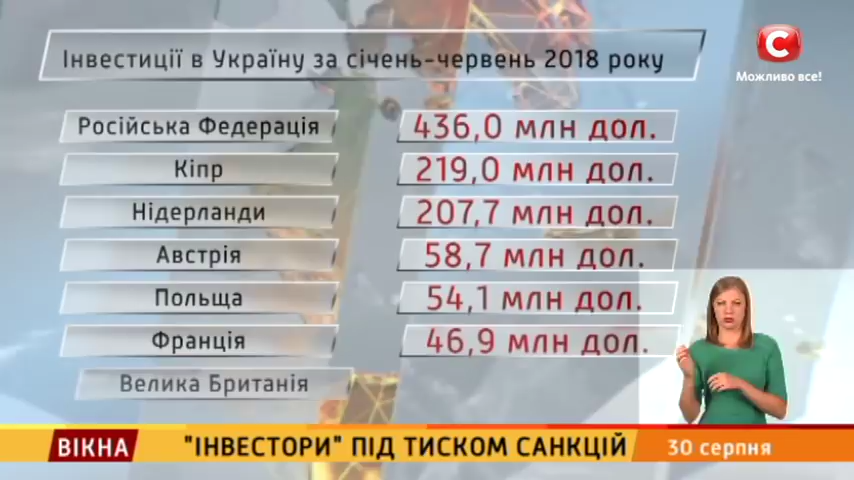 Інвестиції в Україну за січень-червень 2018 року
С
Можливо все!
Російська Федерація 436,0 млн дол.
Кіпр 219,0 млн дол.
Нідерланди 207,7 млн дол.
Австрія 58,7 млн дол.
Польща 54,1 млн дол.
Франція 46,9 млн дол.
Велика Британія
ВІКНА "ІНВЕСТОРИ" ПІД ТИСКОМ САНКЦІЙ 30 серпня